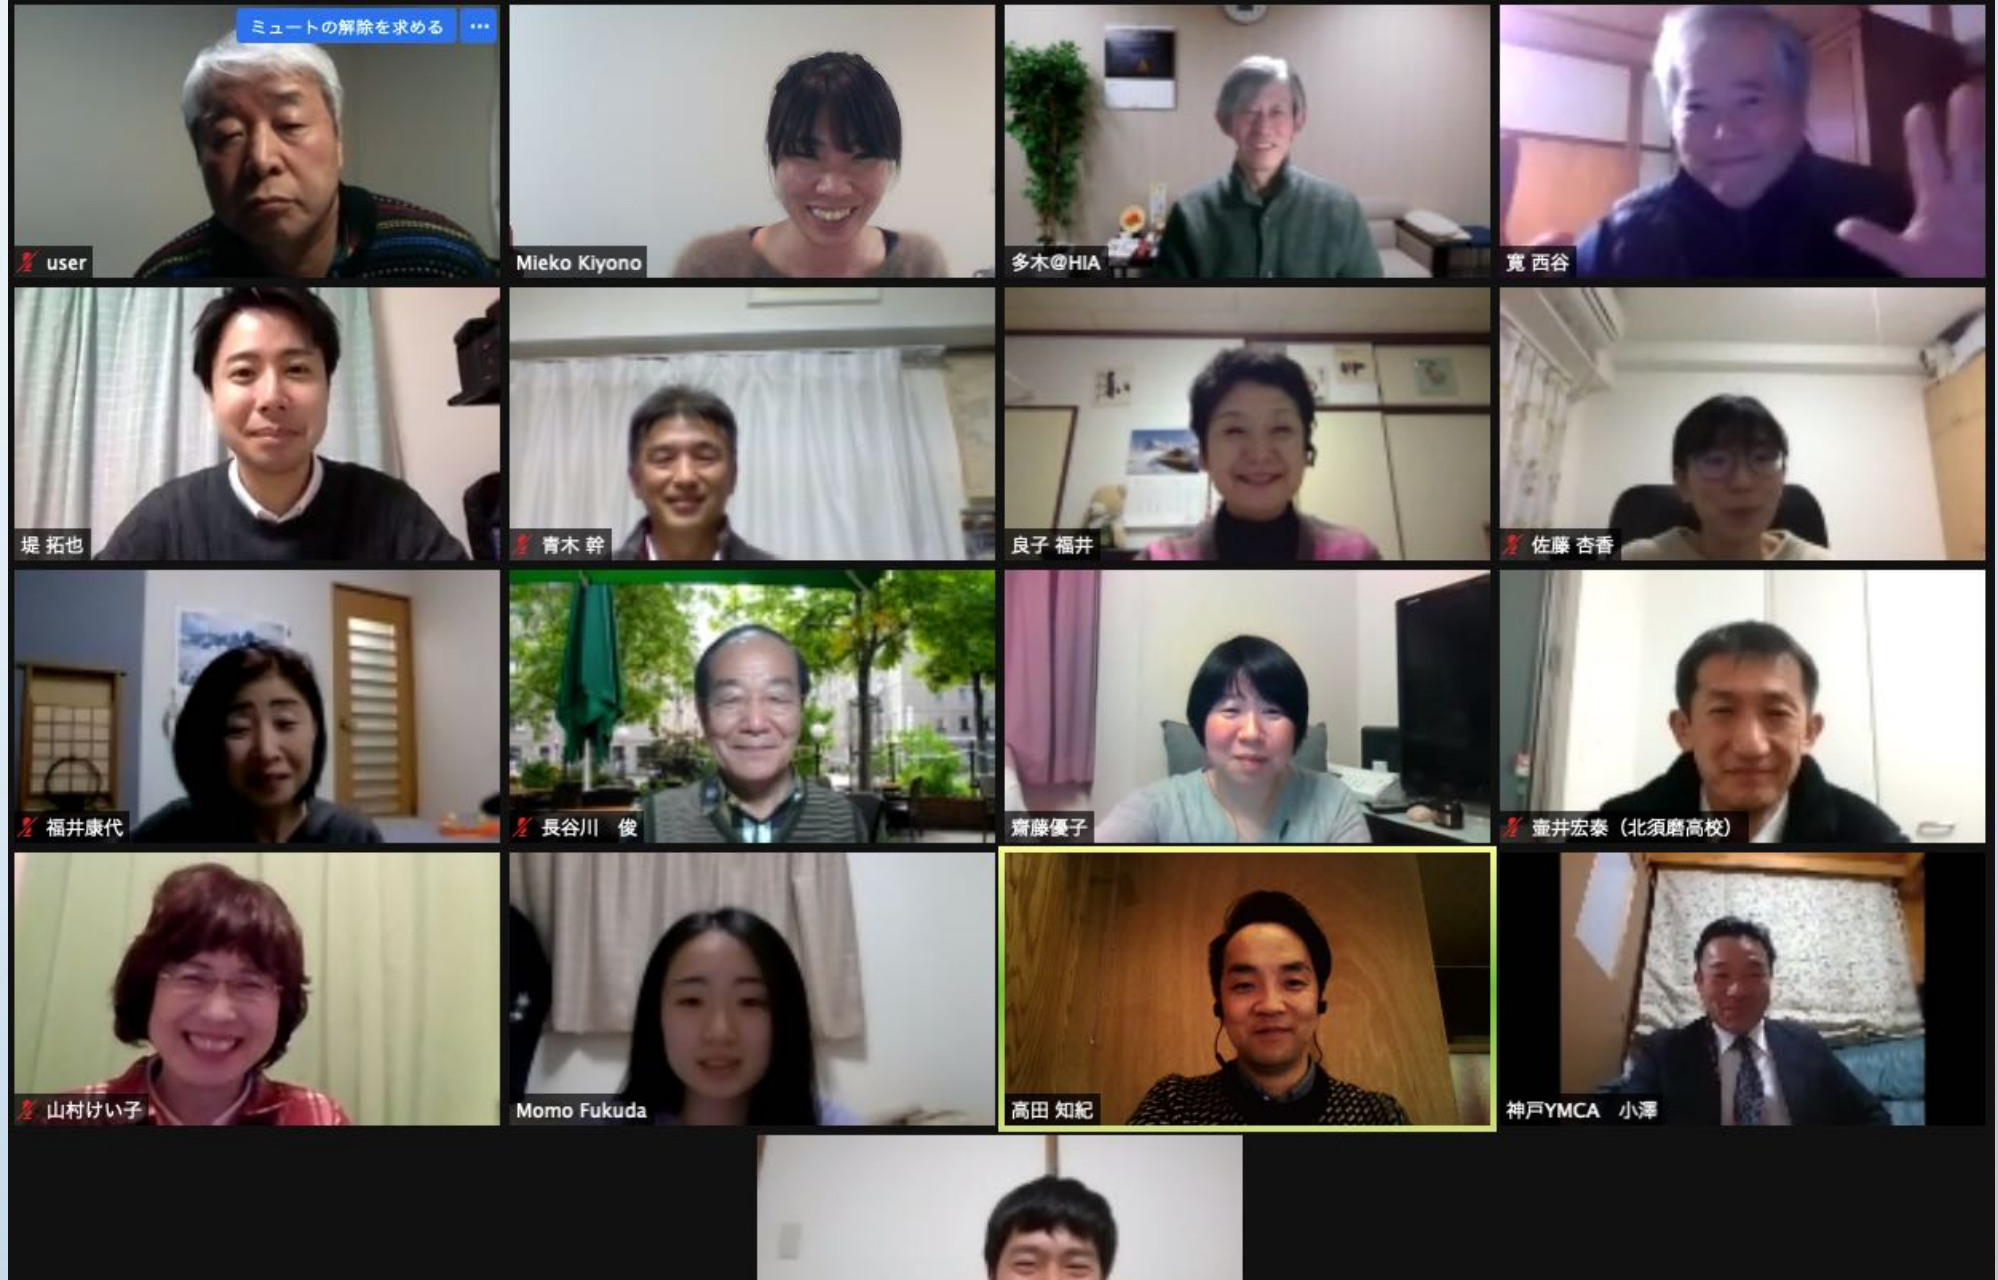 ミュートの解除を求める ···
user
Mieko Kiyono
多木@HIA
寛 西谷
堤 拓也
青木 幹
良子 福井
佐藤 杏香
福井康代
長谷川　俊
齋藤優子
壷井宏泰（北須磨高校）
山村けい子
Momo Fukuda
高田 知紀
神戸YMCA　小澤